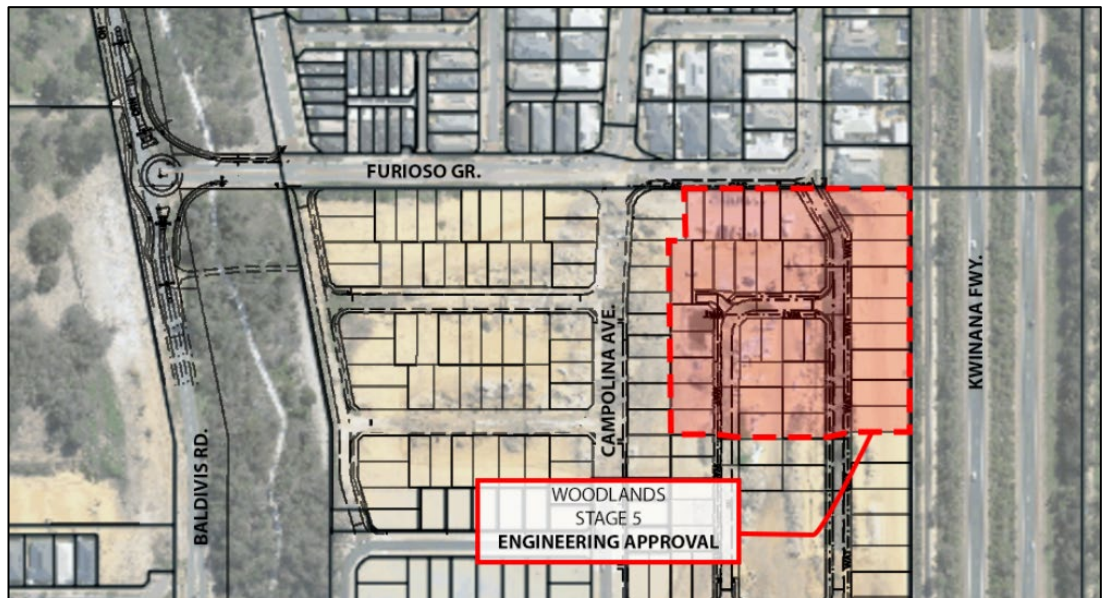 FURIOSO GR.
CAMPOLINA AVE.
KWINANA FWY.
BALDIVIS RD.
WOODLANDS
STAGE 5
ENGINEERING APPROVAL